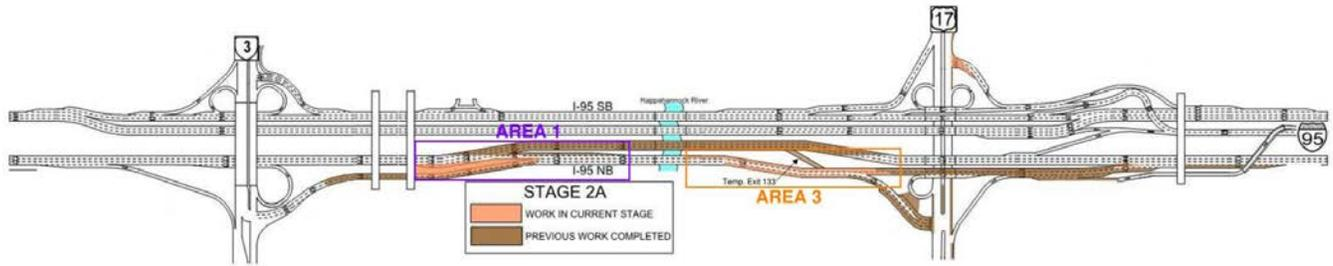 17
3
I-95 SB
Rappahannock River
AREA 1
95
I-95 NB
Temp. Exit 133
STAGE 2A
AREA 3
WORK IN CURRENT STAGE
PREVIOUS WORK COMPLETED